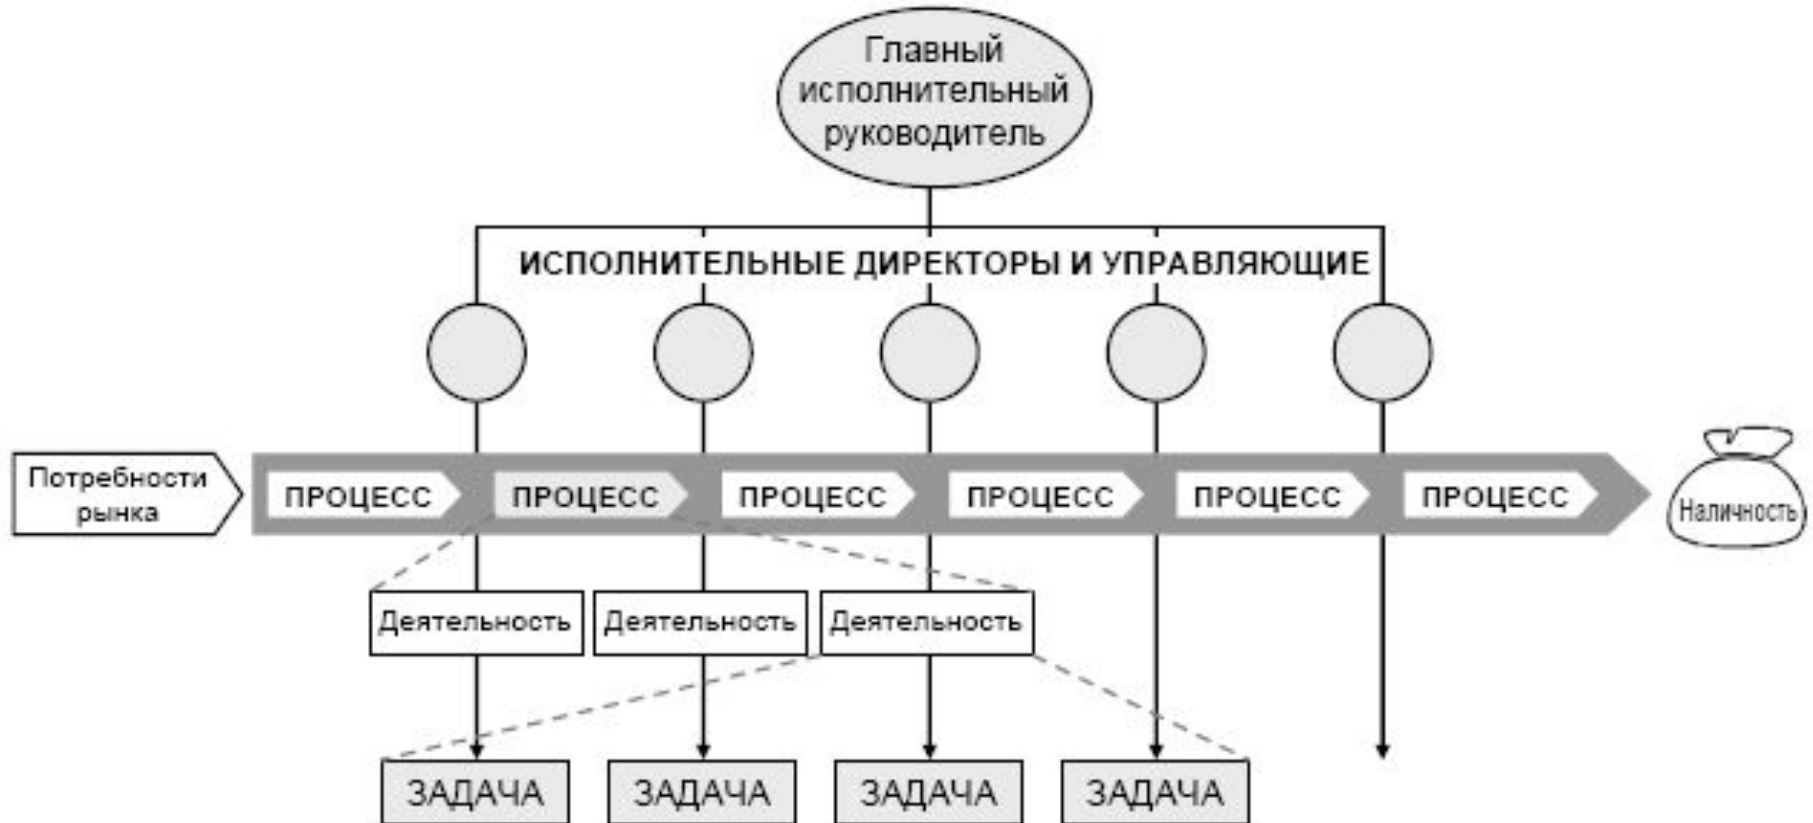 Главный
исполнительный
руководитель
ИСПОЛНИТЕЛЬНЫЕ ДИРЕКТОРЫ И УПРАВЛЯЮЩИЕ
Потребности
рынка
ПРОЦЕСС
ПРОЦЕСС
ПРОЦЕСС
ПРОЦЕСС
ПРОЦЕСС
ПРОЦЕСС
Наличность
Деятельность
Деятельность
Деятельность
ЗАДАЧА
ЗАДАЧА
ЗАДАЧА
ЗАДАЧА